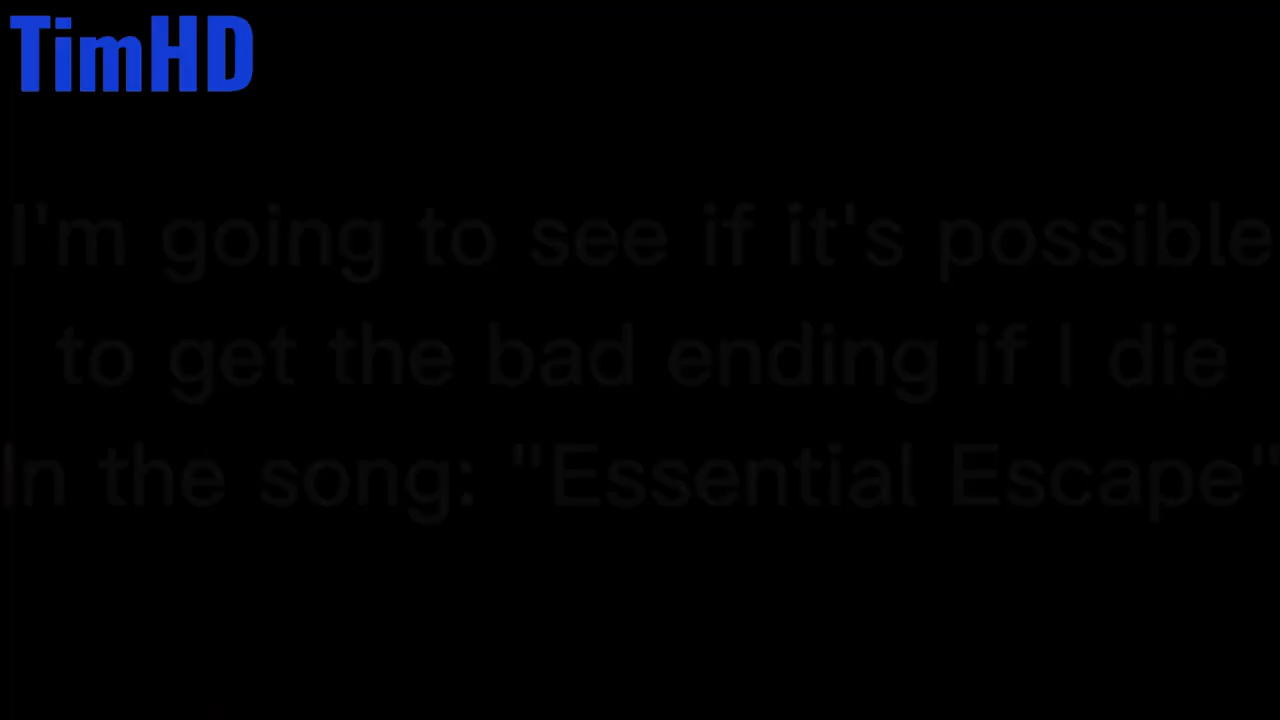 TimHD
I'm going to see if it's possible
to get the bad ending if I die
In the song: "Essential Escape"